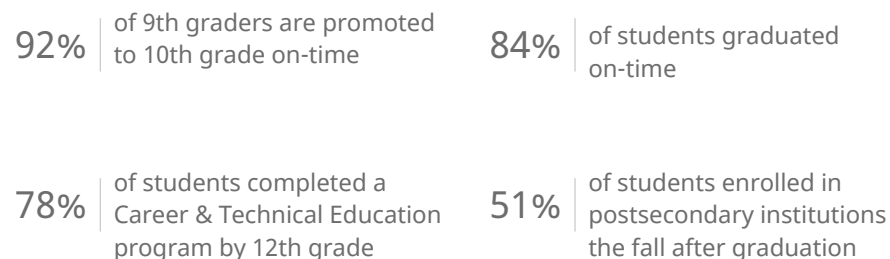 92%
of 9th graders are promoted
to 10th grade on-time
84%
of students graduated
on-time
78%
of students completed a
Career & Technical Education
program by 12th grade
51%
of students enrolled in
postsecondary institutions
the fall after graduation